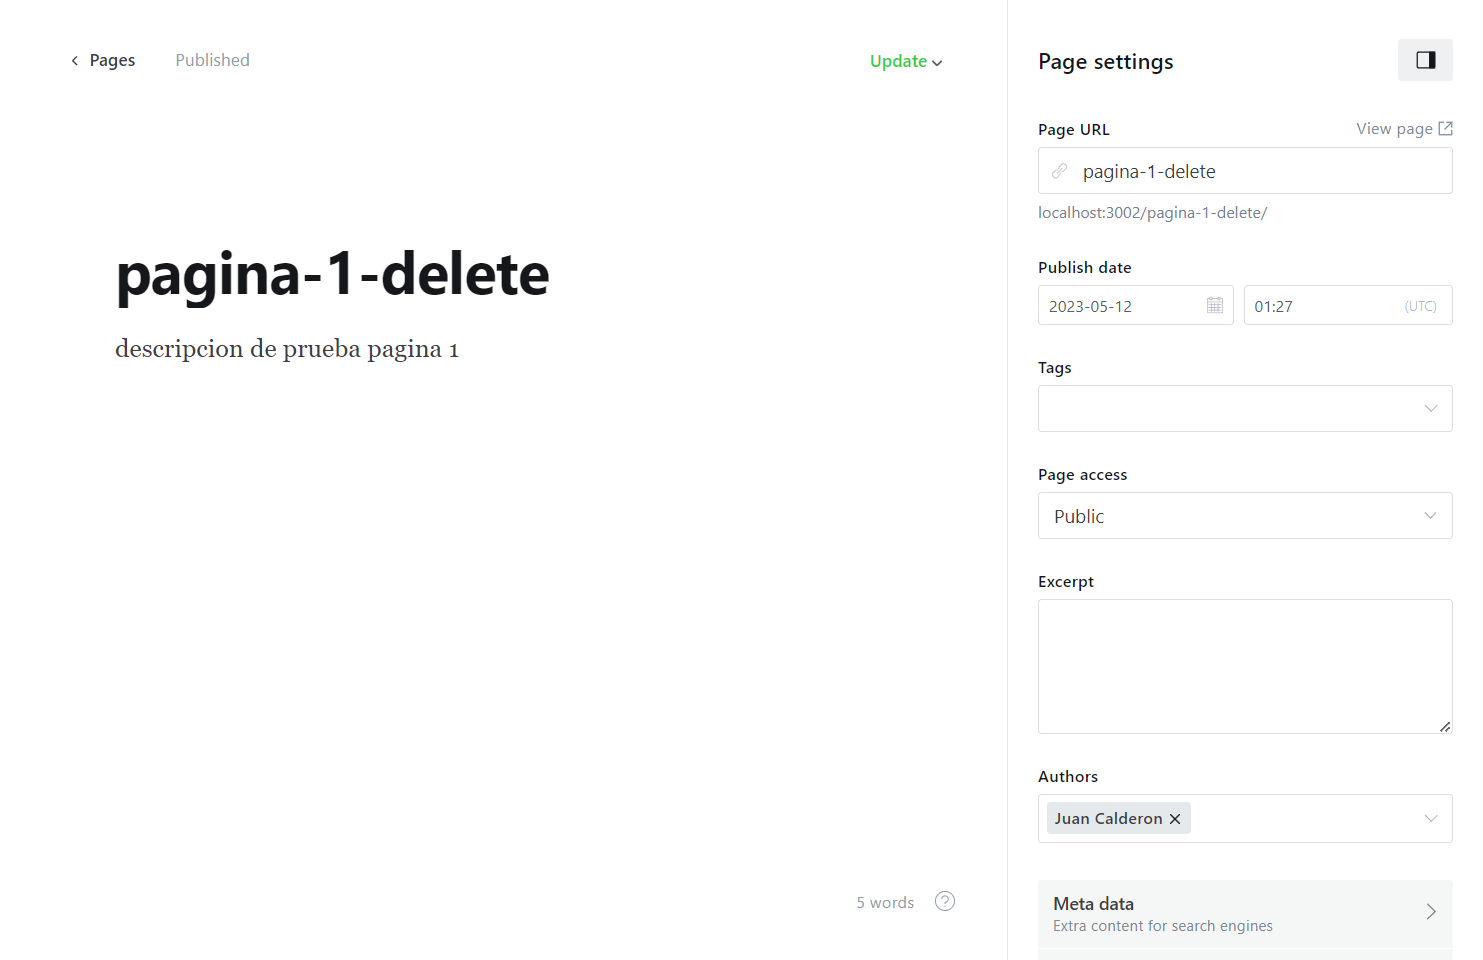 Pages
Published
Update
pagina-1-delete
descripcion de prueba pagina 1
5 words
Page settings
Page URL
View page
pagina-1-delete
localhost:3002/pagina-1-delete/
Publish date
2023-05-12
01:27
(UTC)
Tags
Page access
Public
Excerpt
Authors
Juan Calderon
Meta data
Extra content for search engines